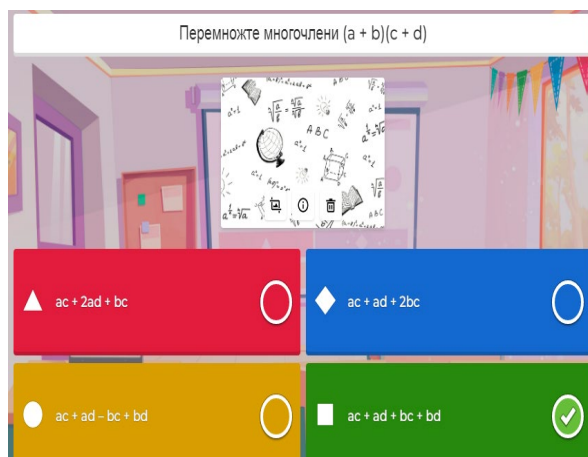 Перемножте многочлени (a + b)(c + d)
A B C
ac + 2ad + bc
ac + ad + 2bc
ac + ad – bc + bd
ac + ad + bc + bd